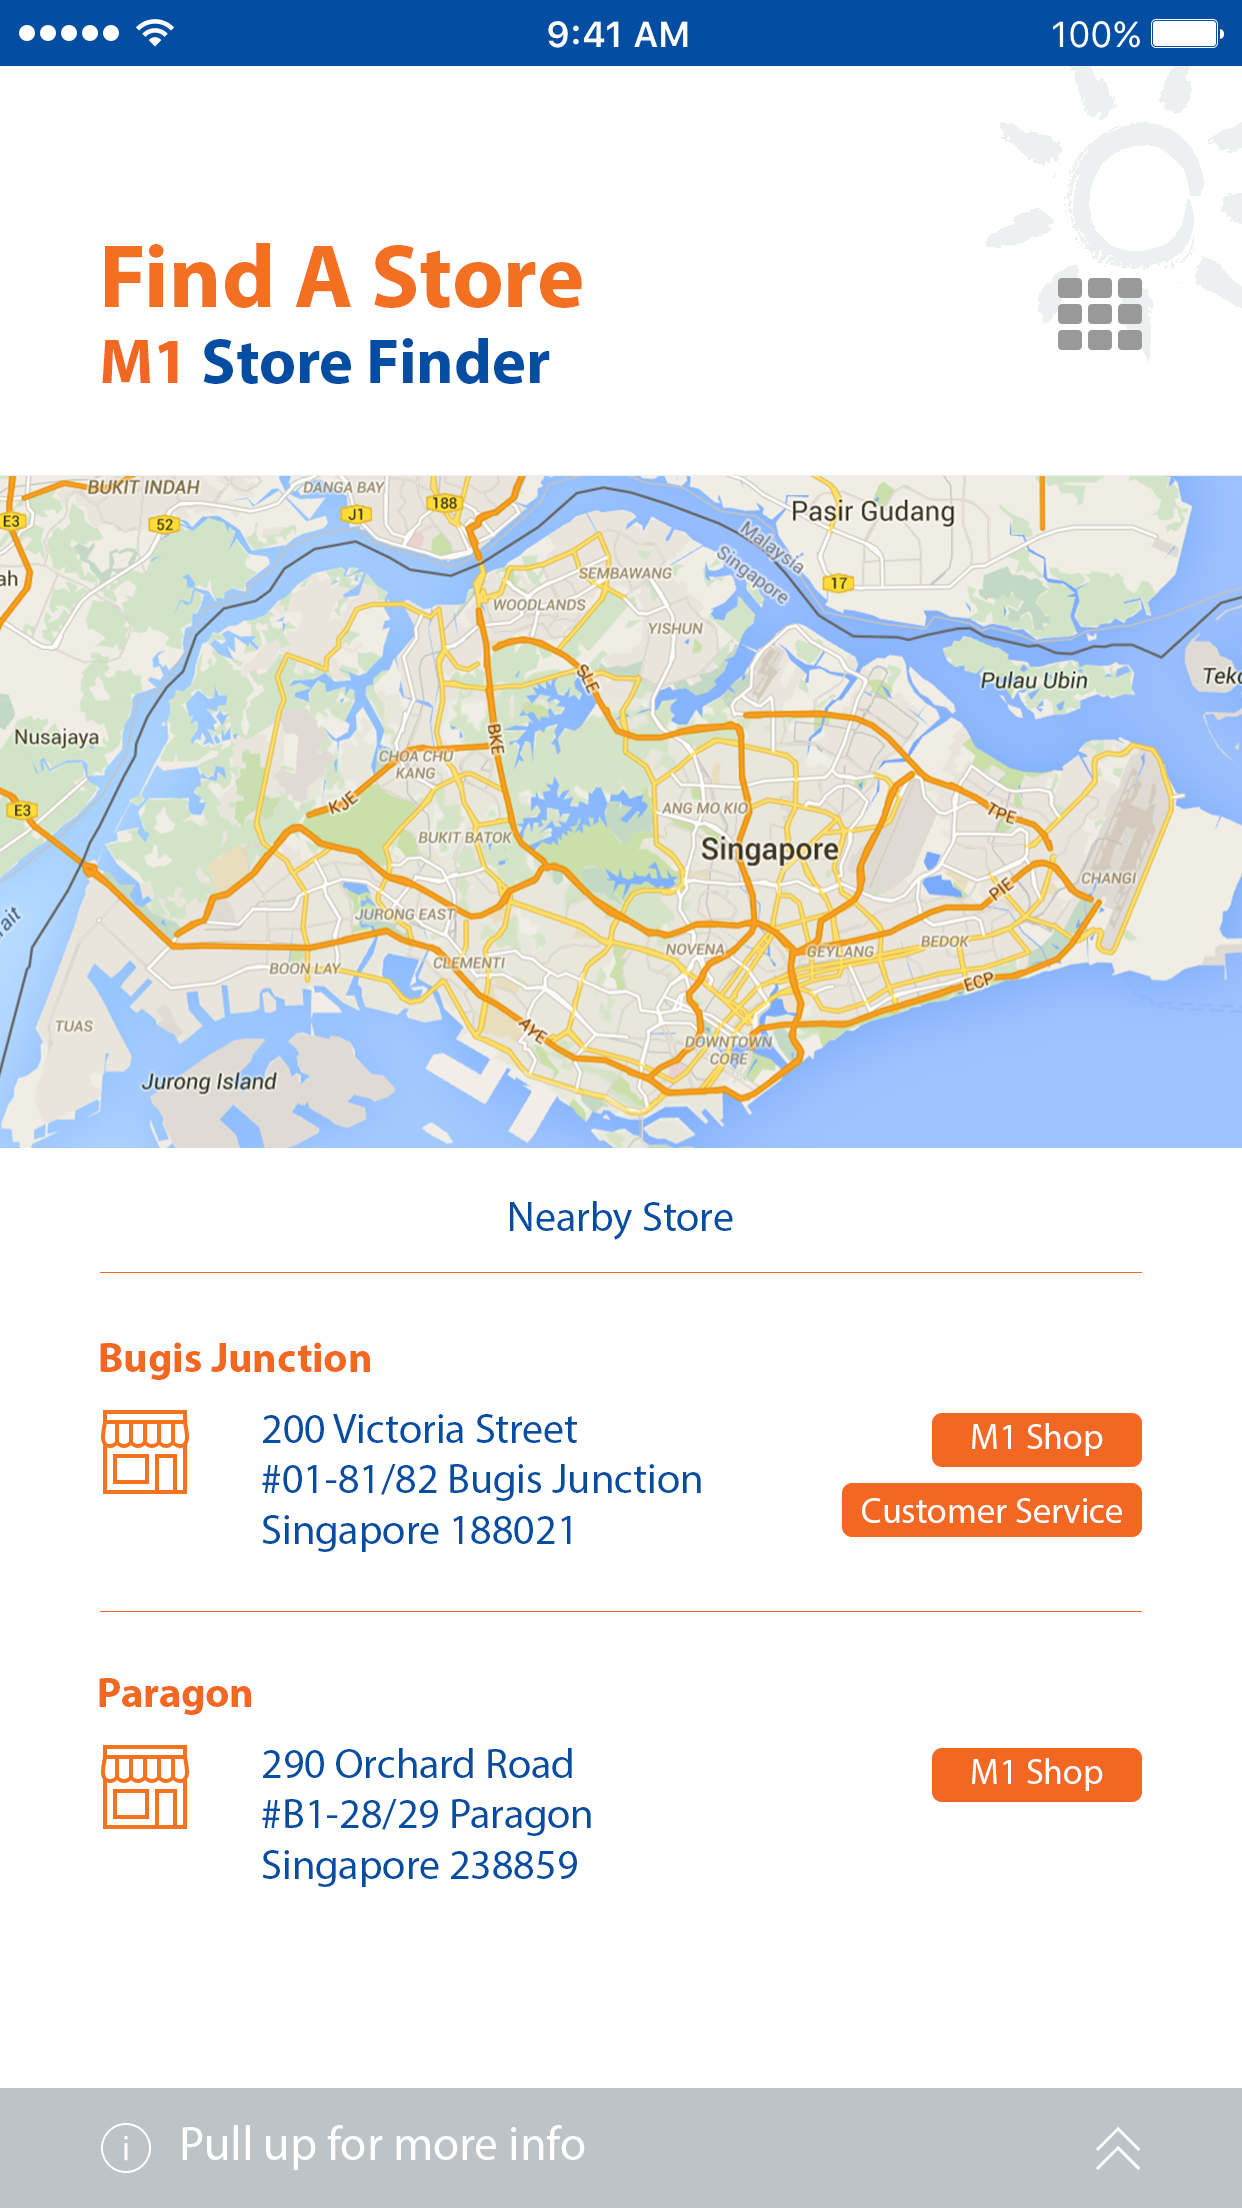 9:41 AM
100%
Find A Store
M1 Store Finder
BUKIT INDAH
DANGA BAY
188
J1
E3
52
Pasir Gudang
Malaysia
Singapore
SEMBAWANG
17
ah
WOODLANDS
YISHUN
SLE
Pulau Ubin
Teko
Nusajaya
BKE
CHOA CHU
KANG
KJE
E3
ANG MO KIO
TPE
BUKIT BATOK
Singapore
CHANGI
PIE
rait
JURONG EAST
NOVENA
GEYLANG
BEDOK
BOON LAY
CLEMENTI
ECP
TUAS
AYE
DOWNTOWN
CORE
Jurong Island
Nearby Store
Bugis Junction
200 Victoria Street
#01-81/82 Bugis Junction
Singapore 188021
M1 Shop
Customer Service
Paragon
290 Orchard Road
#B1-28/29 Paragon
Singapore 238859
M1 Shop
i
Pull up for more info